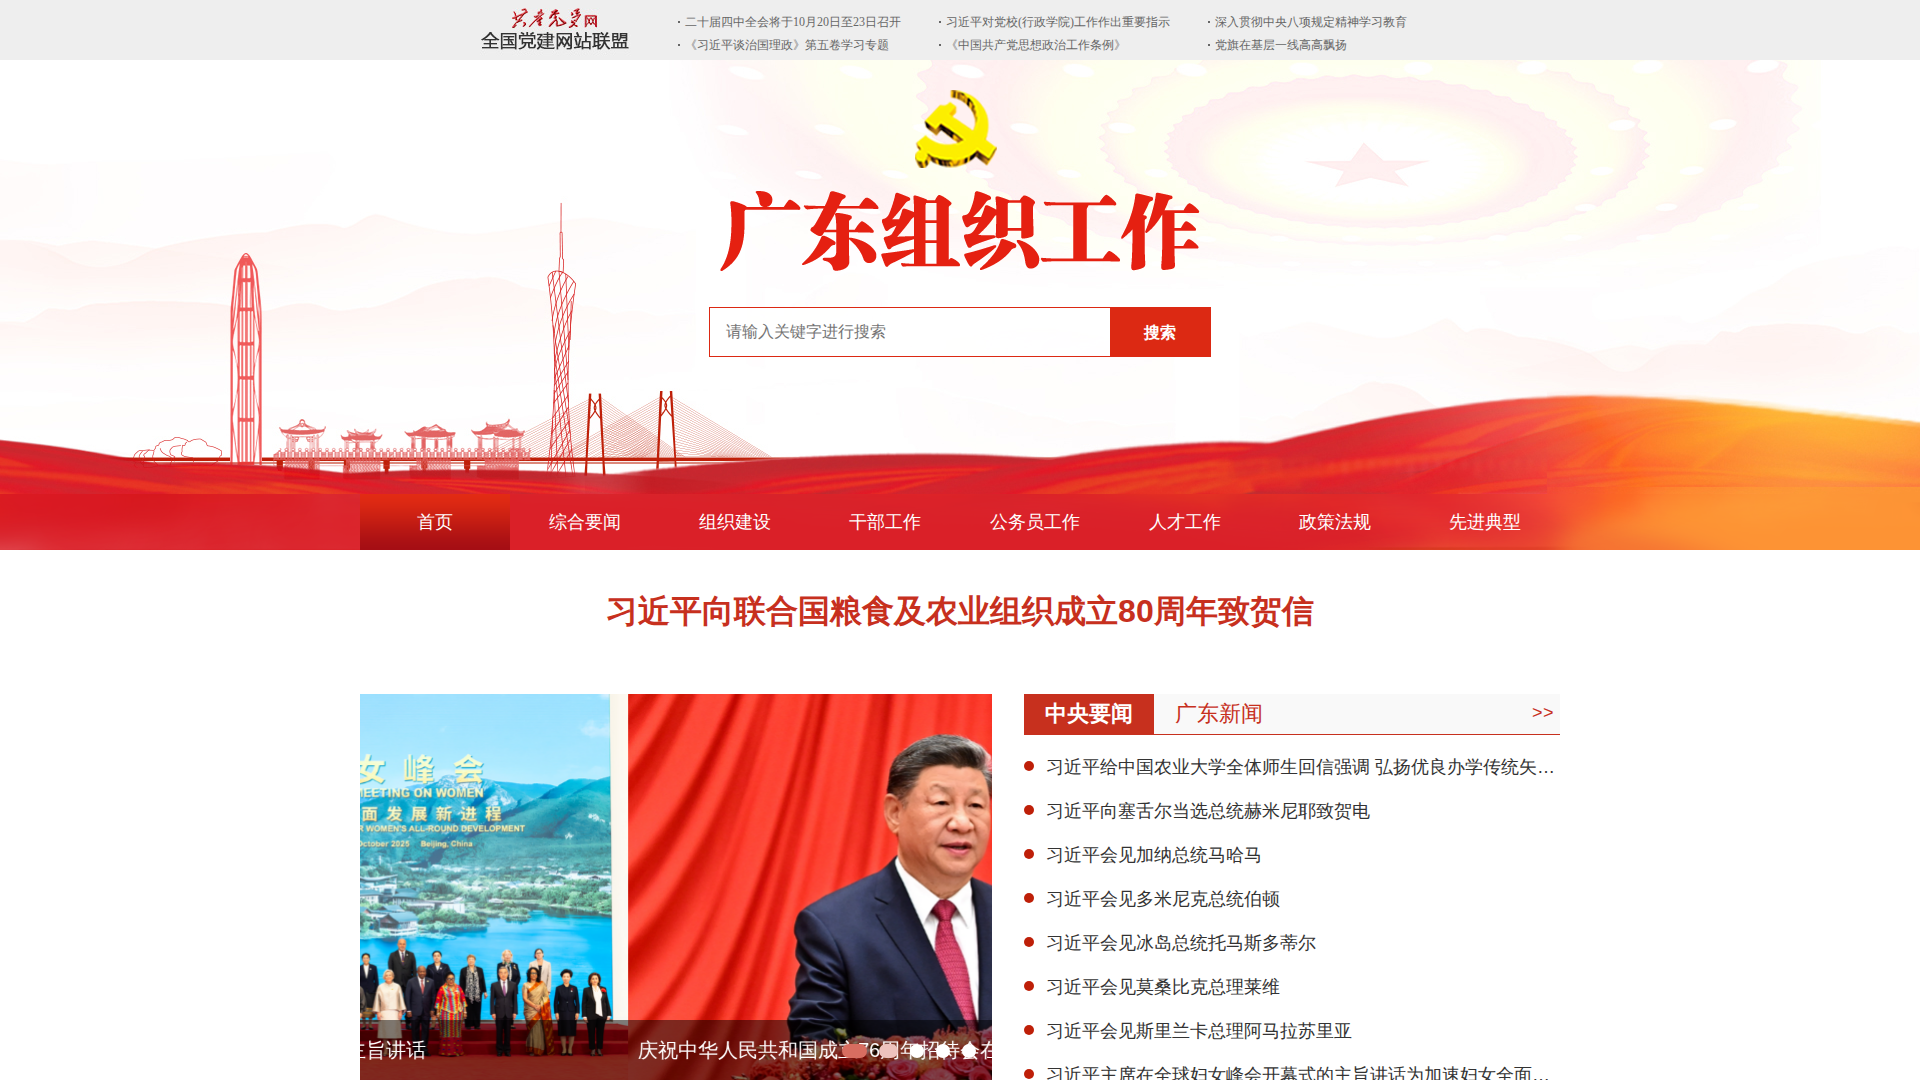 共产党员网
全国党建网站联盟
· 二十届四中全会将于10月20日至23日召开
· 习近平对党校(行政学院)工作作出重要指示
· 深入贯彻中央八项规定精神学习教育
· 《习近平谈治国理政》第五卷学习专题
· 《中国共产党思想政治工作条例》
· 党旗在基层一线高高飘扬
广东组织工作
请输入关键字进行搜索
搜索
首页
综合要闻
组织建设
干部工作
公务员工作
人才工作
政策法规
先进典型
习近平向联合国粮食及农业组织成立80周年致贺信
女 峰 会
MEETING ON WOMEN
面 发 展 新 进 程
R WOMEN'S ALL-ROUND DEVELOPMENT
October 2025 Beijing, China
主旨讲话
庆祝中华人民共和国成立76周年招待会在
中央要闻
广东新闻
>>
习近平给中国农业大学全体师生回信强调 弘扬优良办学传统矢…
习近平向塞舌尔当选总统赫米尼耶致贺电
习近平会见加纳总统马哈马
习近平会见多米尼克总统伯顿
习近平会见冰岛总统托马斯多蒂尔
习近平会见莫桑比克总理莱维
习近平会见斯里兰卡总理阿马拉苏里亚
习近平主席在全球妇女峰会开幕式的主旨讲话为加速妇女全面…